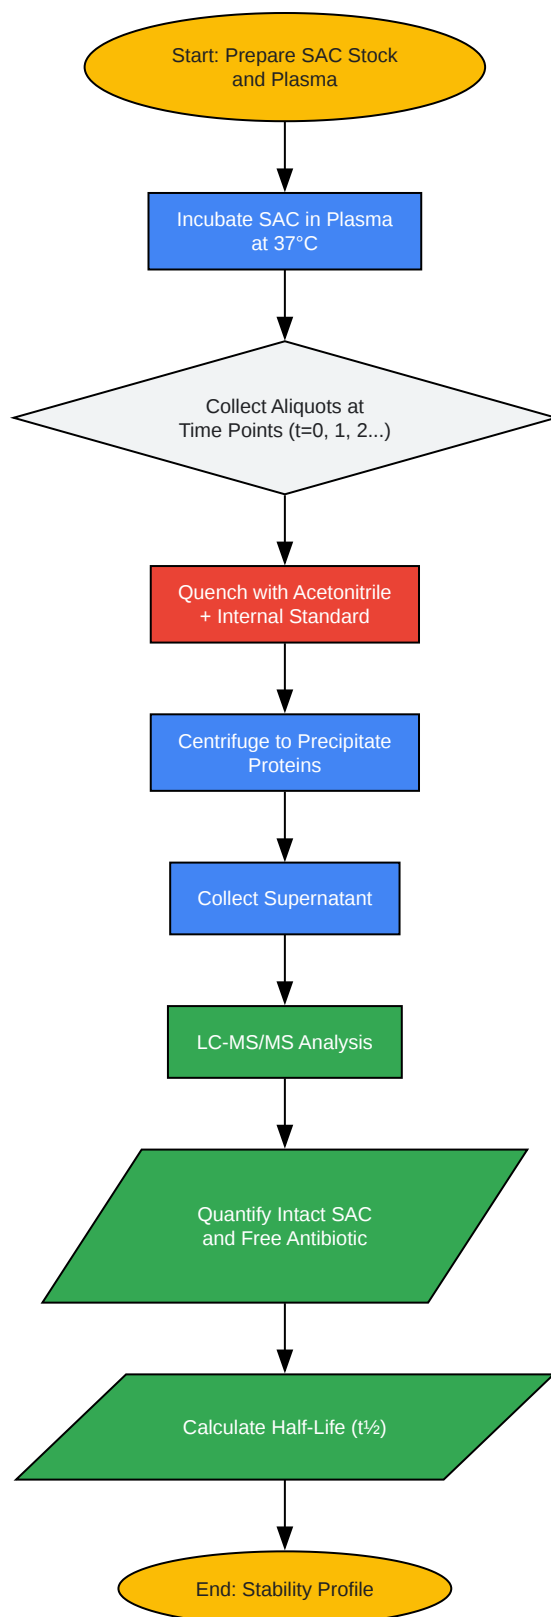 Start: Prepare SAC Stock
and Plasma
Incubate SAC in Plasma
at 37°C
Collect Aliquots at
Time Points (t=0, 1, 2...)
Quench with Acetonitrile
+ Internal Standard
Centrifuge to Precipitate
Proteins
Collect Supernatant
LC-MS/MS Analysis
Quantify Intact SAC
and Free Antibiotic
Calculate Half-Life (t½)
End: Stability Profile